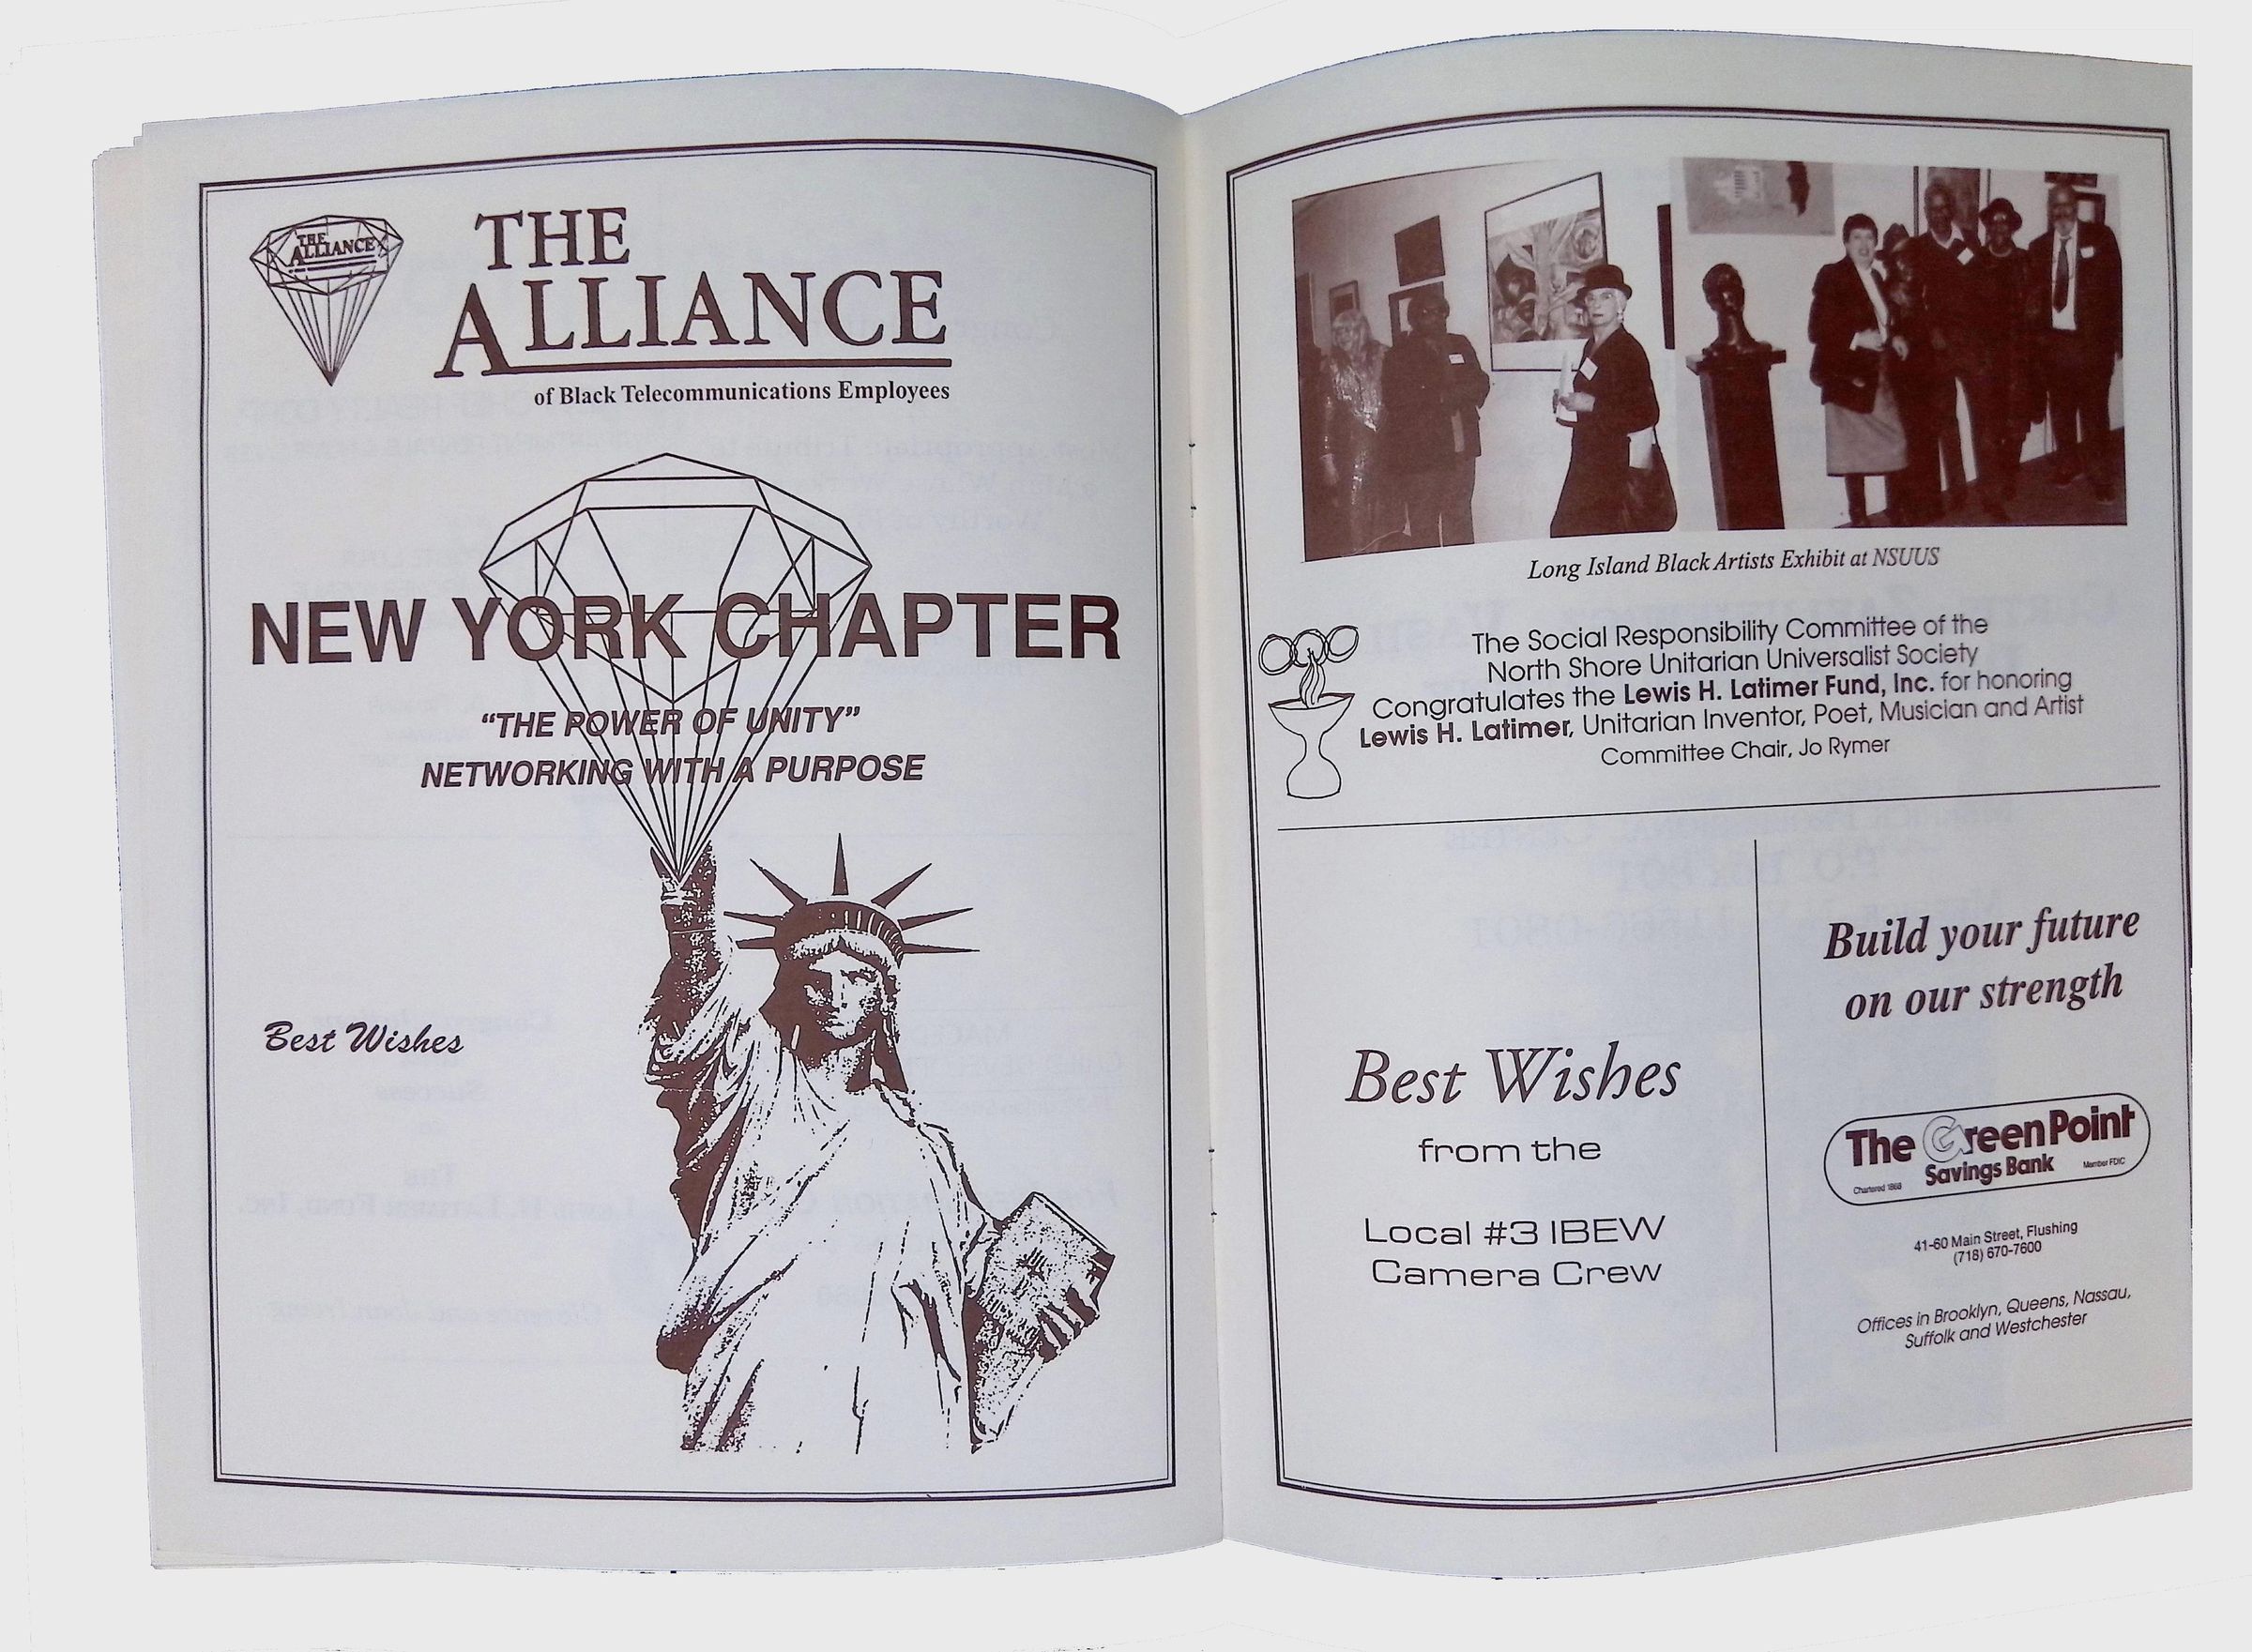 THE
ALLIANCE
THE
ALLIANCE
of Black Telecommunications Employees
NEW YORK CHAPTER
“THE POWER OF UNITY”
NETWORKING WITH A PURPOSE
Best Wishes
Long Island Black Artists Exhibit at NSUUS
The Social Responsibility Committee of the
North Shore Unitarian Universalist Society
Congratulates the Lewis H. Latimer Fund, Inc. for honoring
Lewis H. Latimer, Unitarian Inventor, Poet, Musician and Artist
Committee Chair, Jo Rymer
Best Wishes
from the
Local #3 IBEW
Camera Crew
Build your future
on our strength
The GreenPoint
Savings Bank
Chartered 1868
Member FDIC
41-60 Main Street, Flushing
(718) 670-7600
Offices in Brooklyn, Queens, Nassau,
Suffolk and Westchester